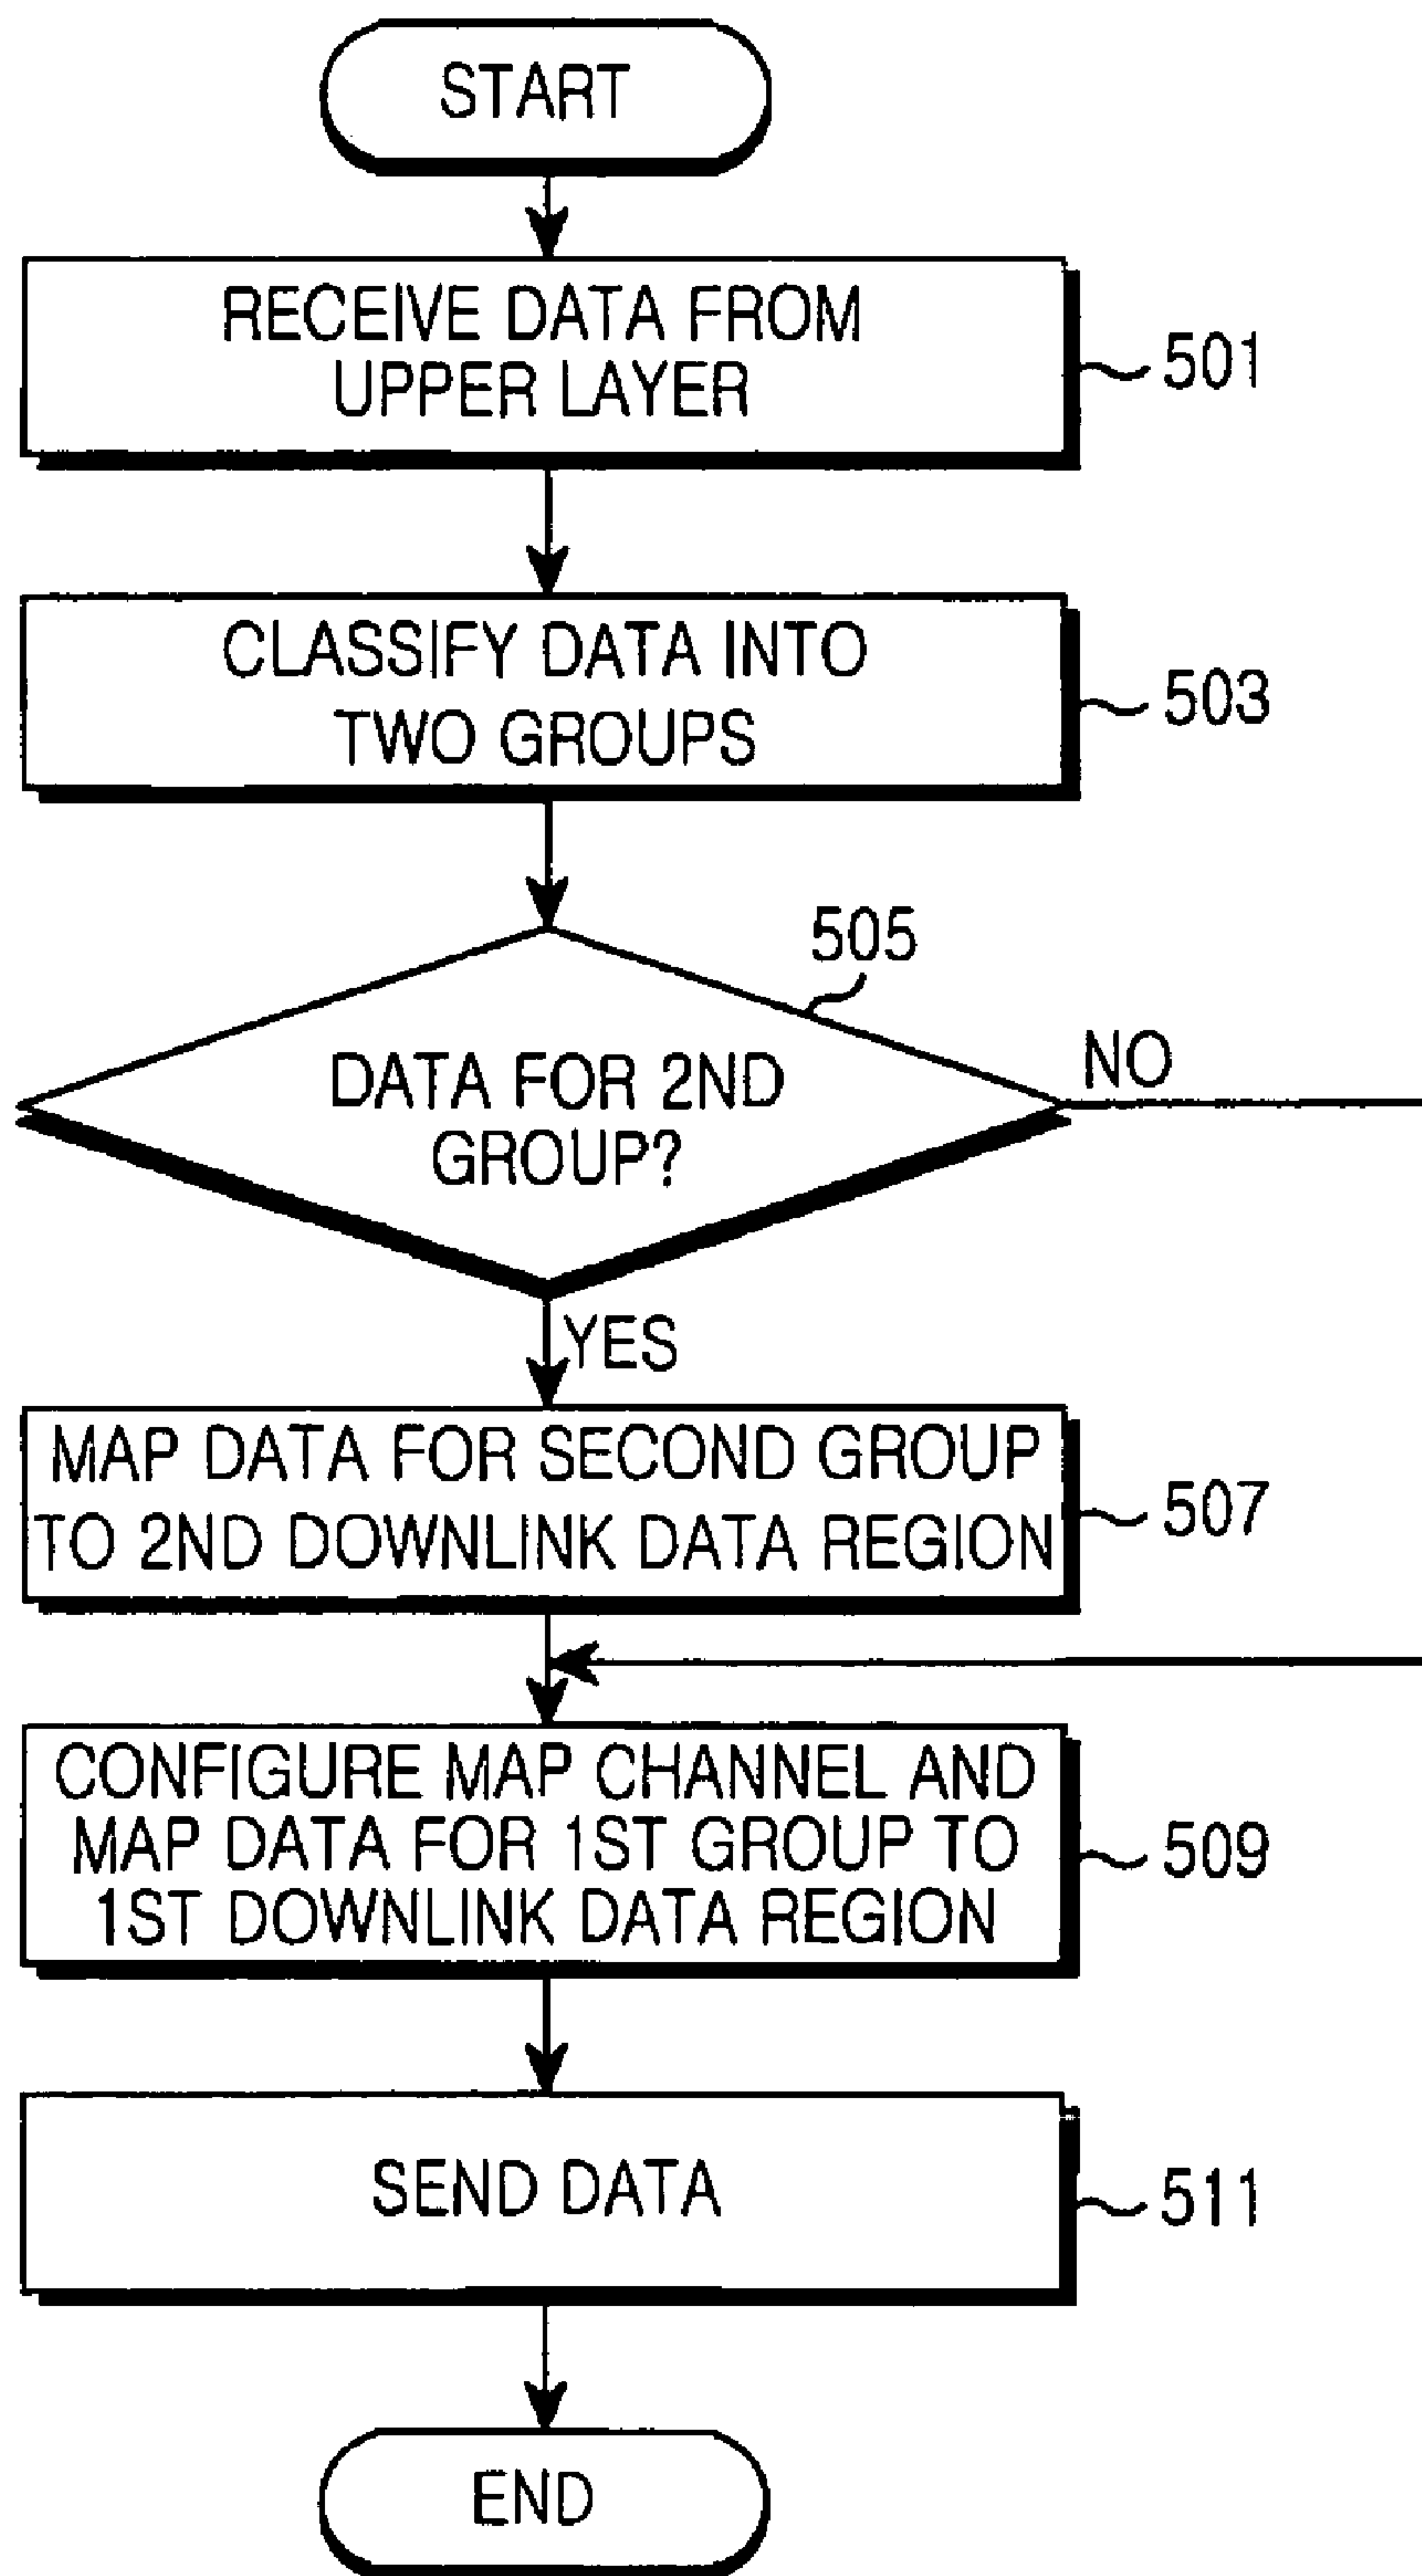 START
RECEIVE DATA FROM
UPPER LAYER
501
CLASSIFY DATA INTO
TWO GROUPS
503
505
DATA FOR 2ND
GROUP?
NO
YES
MAP DATA FOR SECOND GROUP
TO 2ND DOWNLINK DATA REGION
507
CONFIGURE MAP CHANNEL AND
MAP DATA FOR 1ST GROUP TO
1ST DOWNLINK DATA REGION
509
SEND DATA
511
END